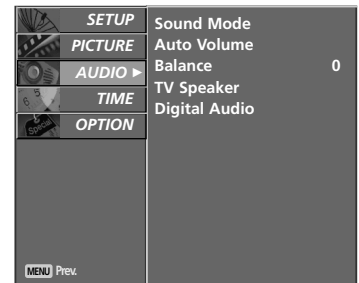 SETUP
PICTURE
AUDIO ►
TIME
OPTION
MENU Prev.
Sound Mode
Auto Volume
Balance 0
TV Speaker
Digital Audio